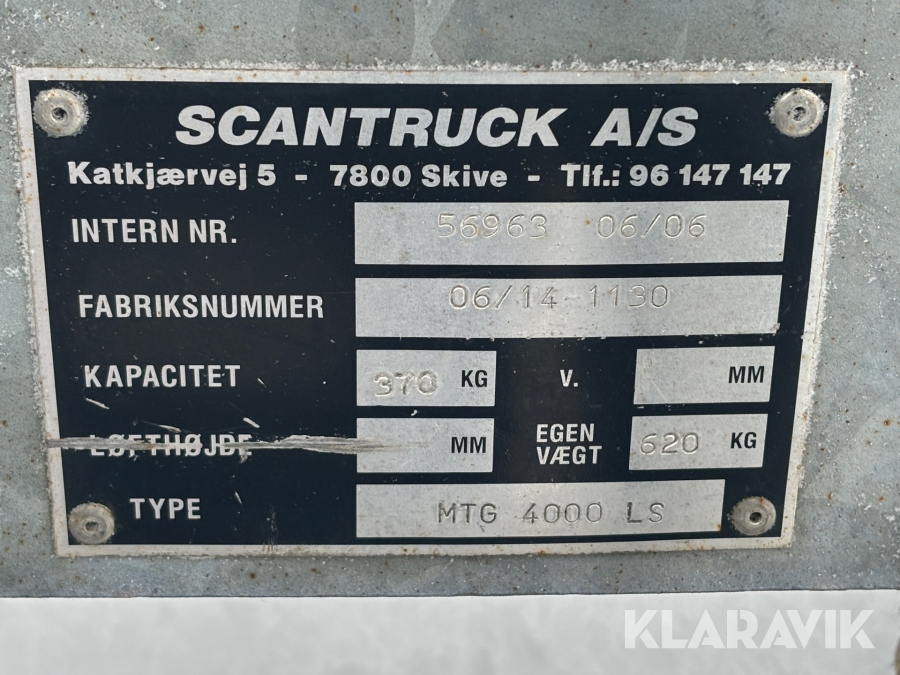 SCANTRUCK A/S
Katkjærvej 5 - 7800 Skive - Tlf.: 96 147 147
INTERN NR. 56963 06/06
FABRIKSNUMMER 06/14-1130
KAPACITET 370 KG V. MM
LØFTHØJDE MM EGEN VÆGT 620 KG
TYPE MTG 4000 LS
KLARAVIK